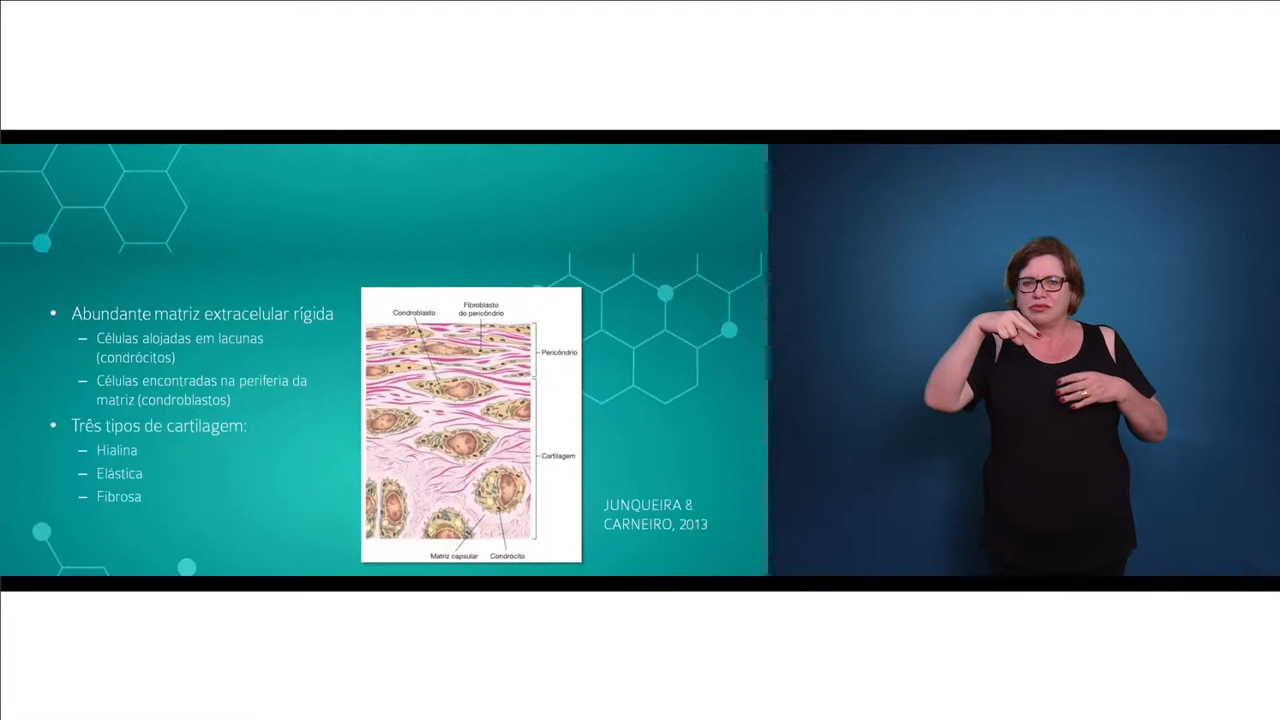 • Abundante matriz extracelular rígida
– Células alojadas em lacunas
(condrócitos)
– Células encontradas na periferia da
matriz (condroblastos)
• Três tipos de cartilagem:
– Hialina
– Elástica
– Fibrosa
Condroblasto
Fibroblasto
do pericôndrio
Pericôndrio
Cartilagem
Matriz capsular
Condrócito
JUNQUEIRA &
CARNEIRO, 2013